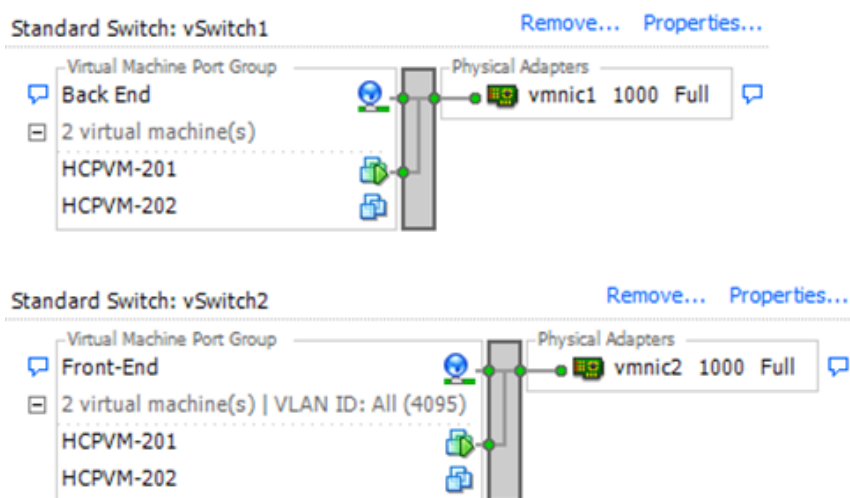 Standard Switch: vSwitch1 Remove... Properties...
Virtual Machine Port Group Physical Adapters
Back End vmnic1 1000 Full
2 virtual machine(s)
HCPVM-201
HCPVM-202
Standard Switch: vSwitch2 Remove... Properties...
Virtual Machine Port Group Physical Adapters
Front-End vmnic2 1000 Full
2 virtual machine(s) | VLAN ID: All (4095)
HCPVM-201
HCPVM-202